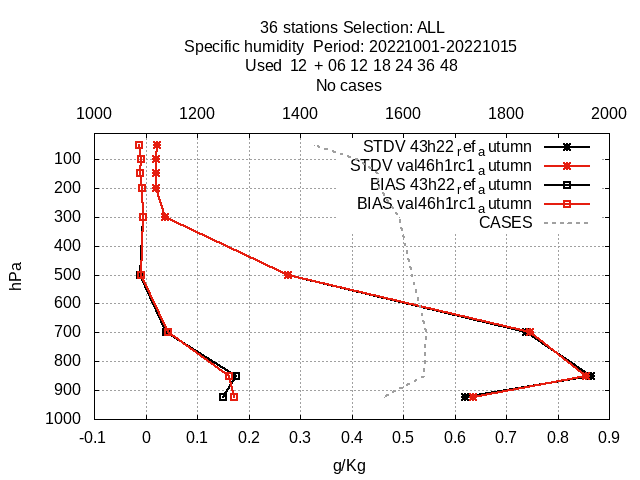 36 stations Selection: ALL
Specific humidity  Period: 20221001-20221015
Used  12  + 06 12 18 24 36 48
No cases
1000 1200 1400 1600 1800 2000
STDV 43h22_ref_autumn
STDV val46h1rc1_autumn
BIAS 43h22_ref_autumn
BIAS val46h1rc1_autumn
CASES
100
200
300
400
500
600
700
800
900
1000
hPa
-0.1 0 0.1 0.2 0.3 0.4 0.5 0.6 0.7 0.8 0.9
g/Kg